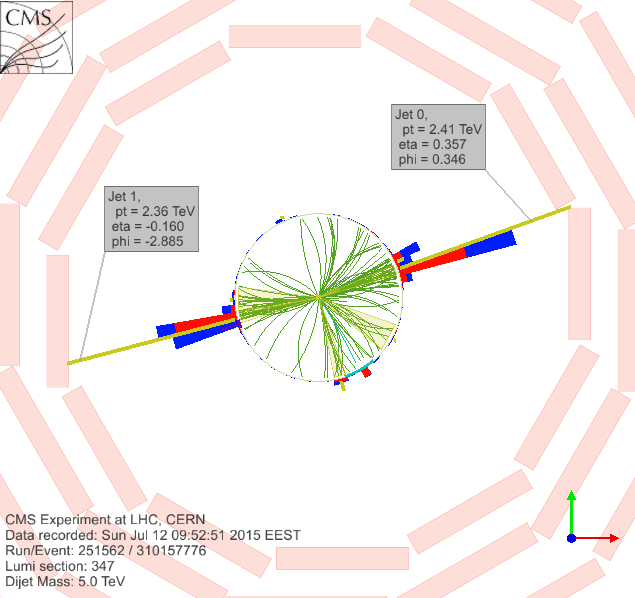 CMS
Jet 0,
pt = 2.41 TeV
eta = 0.357
phi = 0.346
Jet 1,
pt = 2.36 TeV
eta = -0.160
phi = -2.885
CMS Experiment at LHC, CERN
Data recorded: Sun Jul 12 09:52:51 2015 EEST
Run/Event: 251562 / 310157776
Lumi section: 347
Dijet Mass: 5.0 TeV